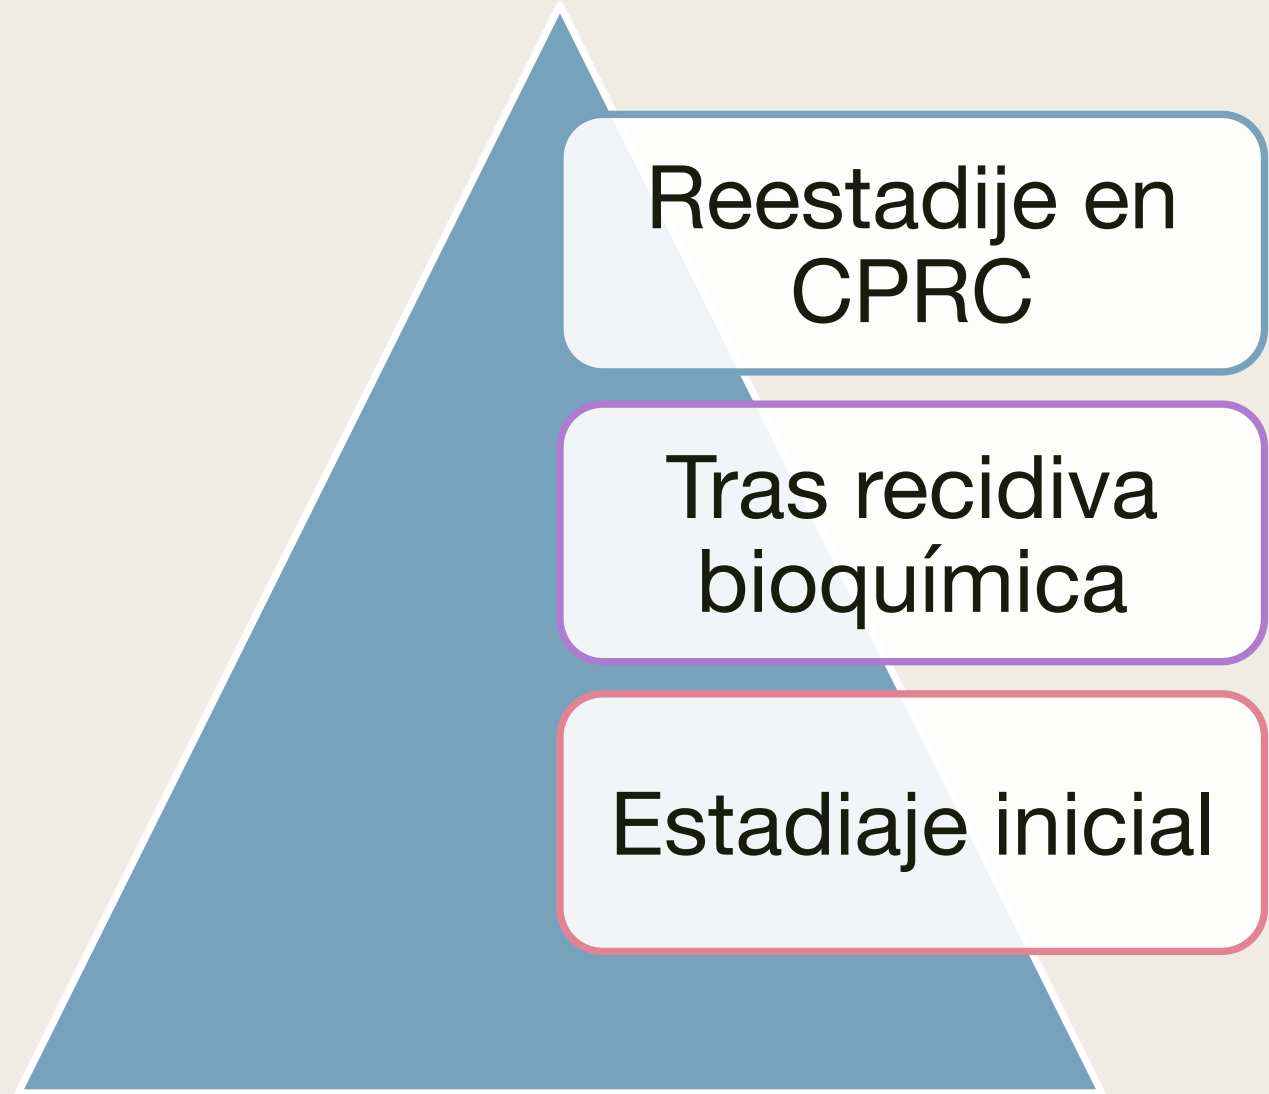 Reestadije en
CPRC
Tras recidiva
bioquímica
Estadiaje inicial